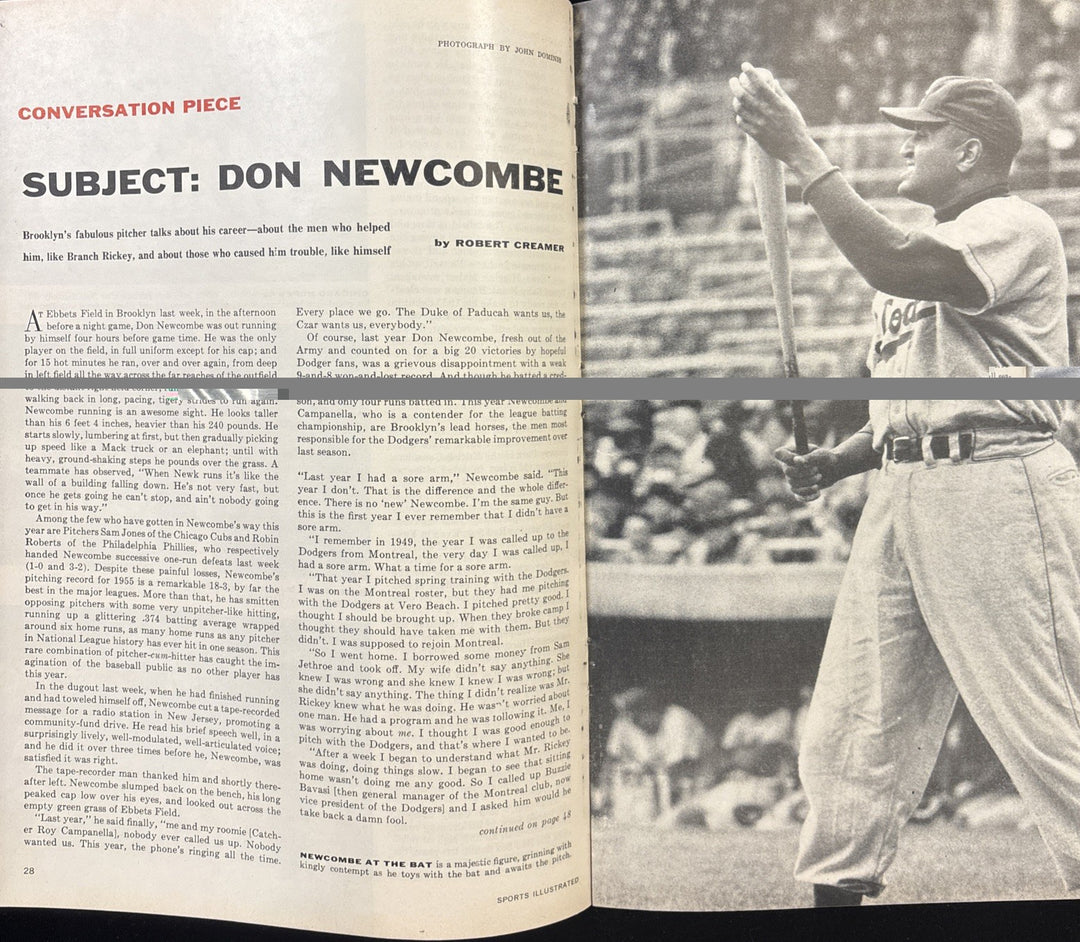 PHOTOGRAPH BY JOHN DOMINIS
CONVERSATION PIECE
SUBJECT: DON NEWCOMBE
Brooklyn's fabulous pitcher talks about his career—about the men who helped
him, like Branch Rickey, and about those who caused him trouble, like himself
by ROBERT CREAMER
AT Ebbets Field in Brooklyn last week, in the afternoon
before a night game, Don Newcombe was out running
by himself four hours before game time. He was the only
player on the field, in full uniform except for his cap; and
for 15 hot minutes he ran, over and over again, from deep
in left field all the way across the far reaches of the outfield
walking back in long, pacing, tigery strides to run again.
Newcombe running is an awesome sight. He looks taller
than his 6 feet 4 inches, heavier than his 240 pounds. He
starts slowly, lumbering at first, but then gradually picking
up speed like a Mack truck or an elephant; until with
heavy, ground-shaking steps he pounds over the grass. A
teammate has observed, "When Newk runs it's like the
wall of a building falling down. He's not very fast, but
once he gets going he can't stop, and ain't nobody going
to get in his way."
Among the few who have gotten in Newcombe's way this
year are Pitchers Sam Jones of the Chicago Cubs and Robin
Roberts of the Philadelphia Phillies, who respectively
handed Newcombe successive one-run defeats last week
(1-0 and 3-2). Despite these painful losses, Newcombe's
pitching record for 1955 is a remarkable 18-3, by far the
best in the major leagues. More than that, he has smitten
opposing pitchers with some very unpitcher-like hitting,
running up a glittering .374 batting average wrapped
around six home runs, as many home runs as any pitcher
in National League history has ever hit in one season. This
rare combination of pitcher-cum-hitter has caught the im-
agination of the baseball public as no other player has
this year.
In the dugout last week, when he had finished running
and had toweled himself off, Newcombe cut a tape-recorded
message for a radio station in New Jersey, promoting a
community-fund drive. He read his brief speech well, in a
surprisingly lively, well-modulated, well-articulated voice;
and he did it over three times before he, Newcombe, was
satisfied it was right.
The tape-recorder man thanked him and shortly there-
after left. Newcombe slumped back on the bench, his long
peaked cap low over his eyes, and looked out across the
empty green grass of Ebbets Field.
"Last year," he said finally, "me and my roomie [Catch-
er Roy Campanella], nobody ever called us up. Nobody
wanted us. This year, the phone's ringing all the time.
Every place we go. The Duke of Paducah wants us, the
Czar wants us, everybody."
Of course, last year Don Newcombe, fresh out of the
Army and counted on for a big 20 victories by hopeful
Dodger fans, was a grievous disappointment with a weak
9-and-8 won-and-lost record. And though he batted a cred-
son, and only four runs batted in. This year Newcombe and
Campanella, who is a contender for the league batting
championship, are Brooklyn's lead horses, the men most
responsible for the Dodgers' remarkable improvement over
last season.
"Last year I had a sore arm," Newcombe said. "This
year I don't. That is the difference and the whole differ-
ence. There is no 'new' Newcombe. I'm the same guy. But
this is the first year I ever remember that I didn't have a
sore arm.
"I remember in 1949, the year I was called up to the
Dodgers from Montreal, the very day I was called up, I
had a sore arm. What a time for a sore arm.
"That year I pitched spring training with the Dodgers.
I was on the Montreal roster, but they had me pitching
with the Dodgers at Vero Beach. I pitched pretty good. I
thought I should be brought up. When they broke camp I
thought they should have taken me with them. But they
didn't. I was supposed to rejoin Montreal.
"So I went home. I borrowed some money from Sam
Jethroe and took off. My wife didn't say anything. She
knew I was wrong and she knew I knew I was wrong; but
she didn't say anything. The thing I didn't realize was Mr.
Rickey knew what he was doing. He wasn't worried about
one man. He had a program and he was following it. Me, I
was worrying about me. I thought I was good enough to
pitch with the Dodgers, and that's where I wanted to be.
"After a week I began to understand what Mr. Rickey
was doing, doing things slow. I began to see that sitting
home wasn't doing me any good. So I called up Buzzie
Bavasi [then general manager of the Montreal club, now
vice president of the Dodgers] and I asked him would he
take back a damn fool.
continued on page 48
NEWCOMBE AT THE BAT is a majestic figure, grinning with
kingly contempt as he toys with the bat and awaits the pitch.
28
SPORTS ILLUSTRATED